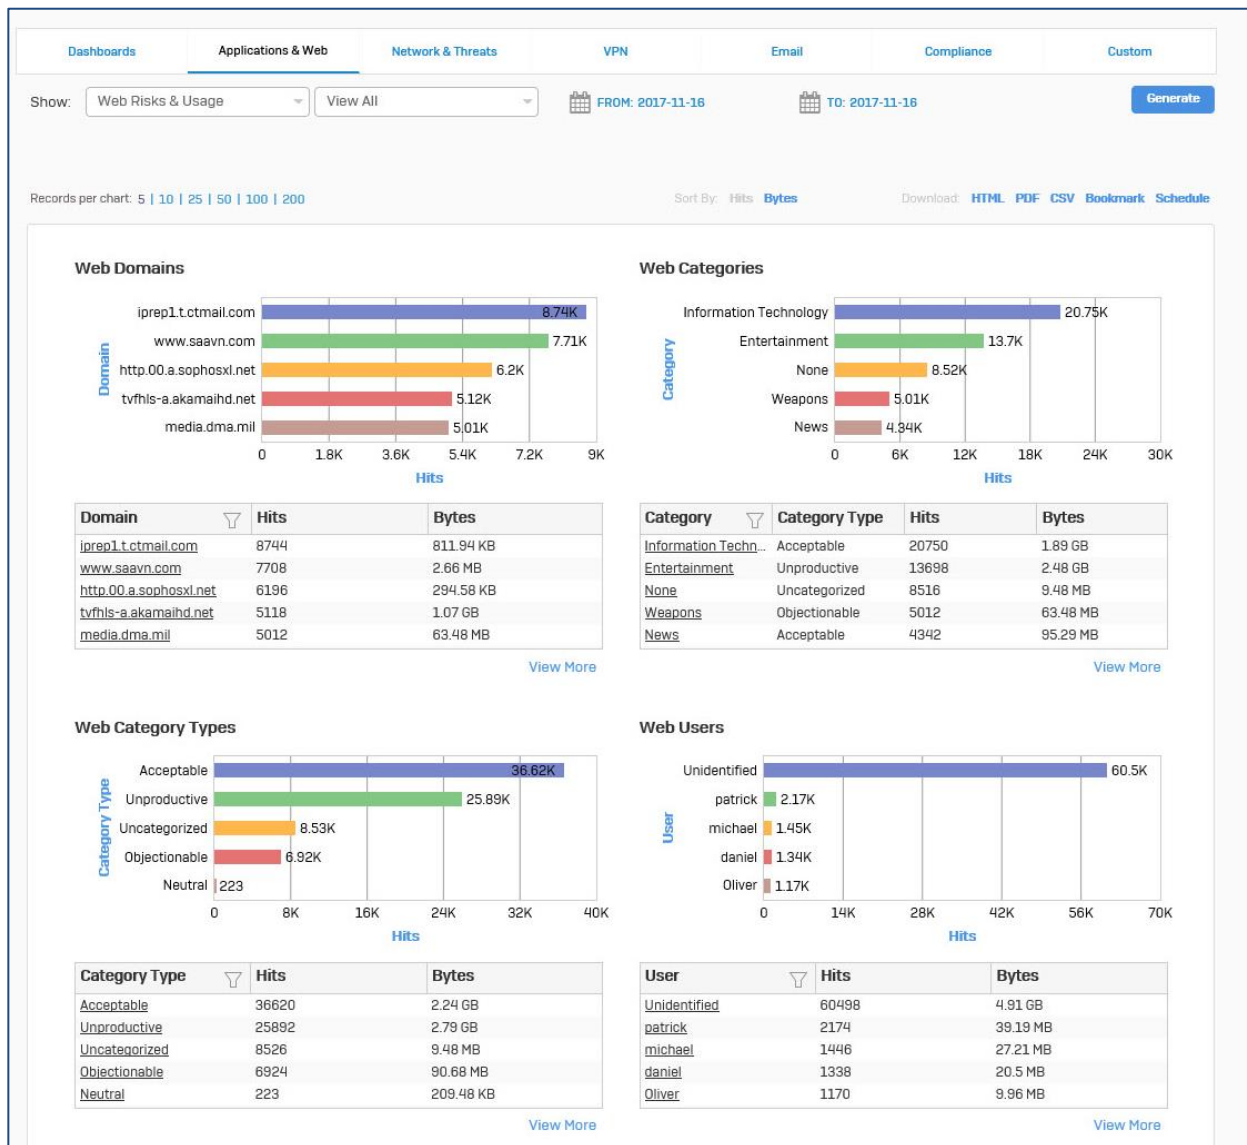 Dashboards Applications & Web Network & Threats VPN Email Compliance Custom
Show: Web Risks & Usage View All FROM: 2017-11-16 TO: 2017-11-16 Generate
Records per chart: 5 | 10 | 25 | 50 | 100 | 200 Sort By: Hits Bytes Download: HTML PDF CSV Bookmark Schedule
Web Domains
Domain
iprep1.t.ctmail.com 8.74K
www.saavn.com 7.71K
http.00.a.sophosxl.net 6.2K
tvfhls-a.akamaihd.net 5.12K
media.dma.mil 5.01K
0 1.8K 3.6K 5.4K 7.2K 9K
Hits
Domain Hits Bytes
iprep1.t.ctmail.com 8744 811.94 KB
www.saavn.com 7708 2.66 MB
http.00.a.sophosxl.net 6196 294.58 KB
tvfhls-a.akamaihd.net 5118 1.07 GB
media.dma.mil 5012 63.48 MB
View More
Web Categories
Category
Information Technology 20.75K
Entertainment 13.7K
None 8.52K
Weapons 5.01K
News 4.34K
0 6K 12K 18K 24K 30K
Hits
Category Category Type Hits Bytes
Information Techn... Acceptable 20750 1.89 GB
Entertainment Unproductive 13698 2.48 GB
None Uncategorized 8516 9.48 MB
Weapons Objectionable 5012 63.48 MB
News Acceptable 4342 95.29 MB
View More
Web Category Types
Category Type
Acceptable 36.62K
Unproductive 25.89K
Uncategorized 8.53K
Objectionable 6.92K
Neutral 223
0 8K 16K 24K 32K 40K
Hits
Category Type Hits Bytes
Acceptable 36620 2.24 GB
Unproductive 25892 2.79 GB
Uncategorized 8526 9.48 MB
Objectionable 6924 90.68 MB
Neutral 223 209.48 KB
View More
Web Users
User
Unidentified 60.5K
patrick 2.17K
michael 1.45K
daniel 1.34K
Oliver 1.17K
0 14K 28K 42K 56K 70K
Hits
User Hits Bytes
Unidentified 60498 4.91 GB
patrick 2174 39.19 MB
michael 1446 27.21 MB
daniel 1338 20.5 MB
Oliver 1170 9.96 MB
View More